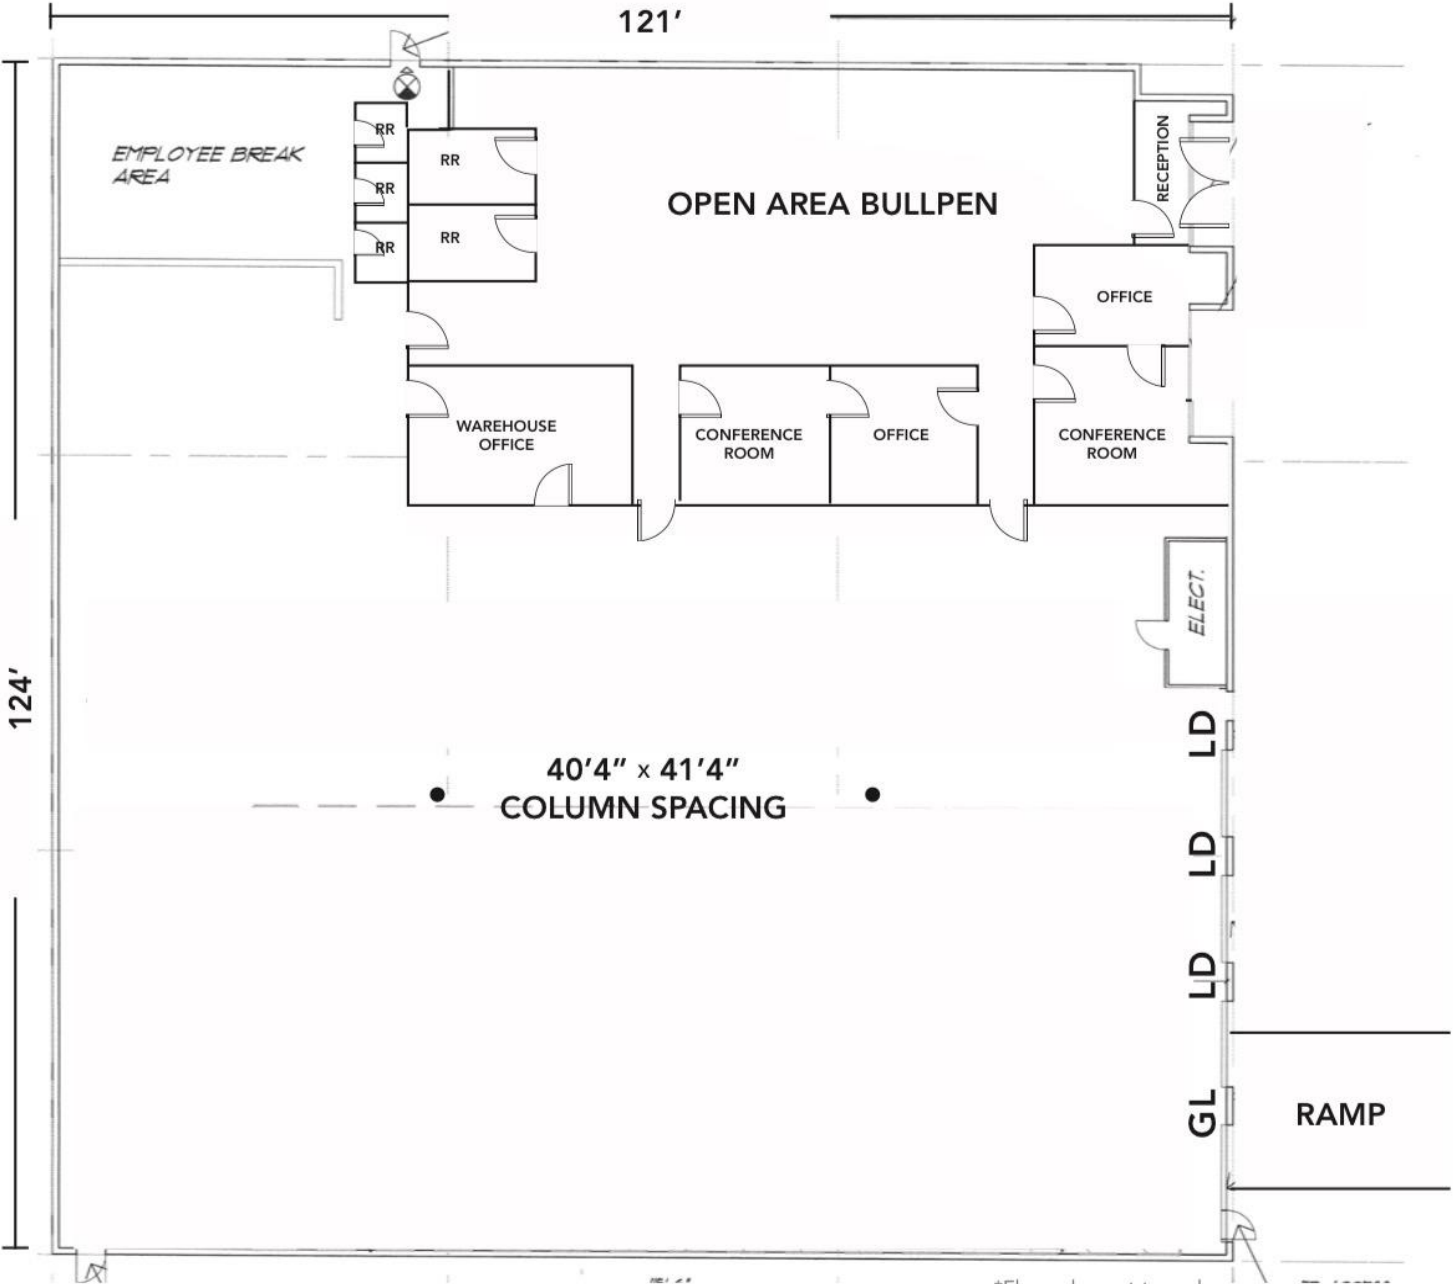 121′
RR
EMPLOYEE BREAK
AREA
RR
RECEPTION
RR
OPEN AREA BULLPEN
RR
RR
OFFICE
WAREHOUSE
OFFICE
CONFERENCE
ROOM
OFFICE
CONFERENCE
ROOM
ELECT.
124′
LD
40′4″ x 41′4″
COLUMN SPACING
LD
LD
GL
RAMP